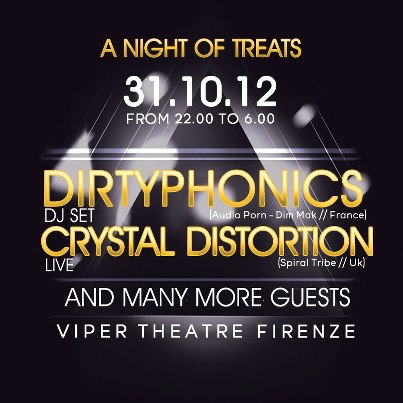 A NIGHT OF TREATS
31.10.12
FROM 22.00 TO 6.00
DIRTYPHONICS
DJ SET
(Audio Porn - Dim Mak // France)
CRYSTAL DISTORTION
LIVE
(Spiral Tribe // Uk)
AND MANY MORE GUESTS
VIPER THEATRE FIRENZE